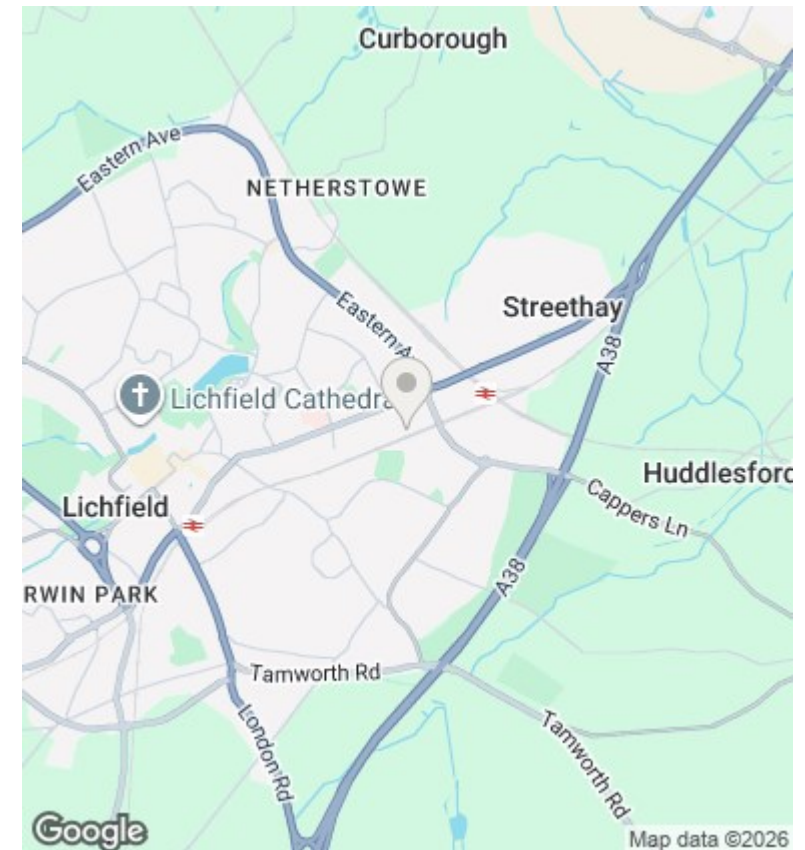 Curborough
Eastern Ave
NETHERSTOWE
Streethay
Eastern A
A38
Lichfield Cathedra
Huddlesford
Cappers Ln
Lichfield
A38
RWIN PARK
Tamworth Rd
London Rd
Tamworth Rd
Google
Map data ©2026